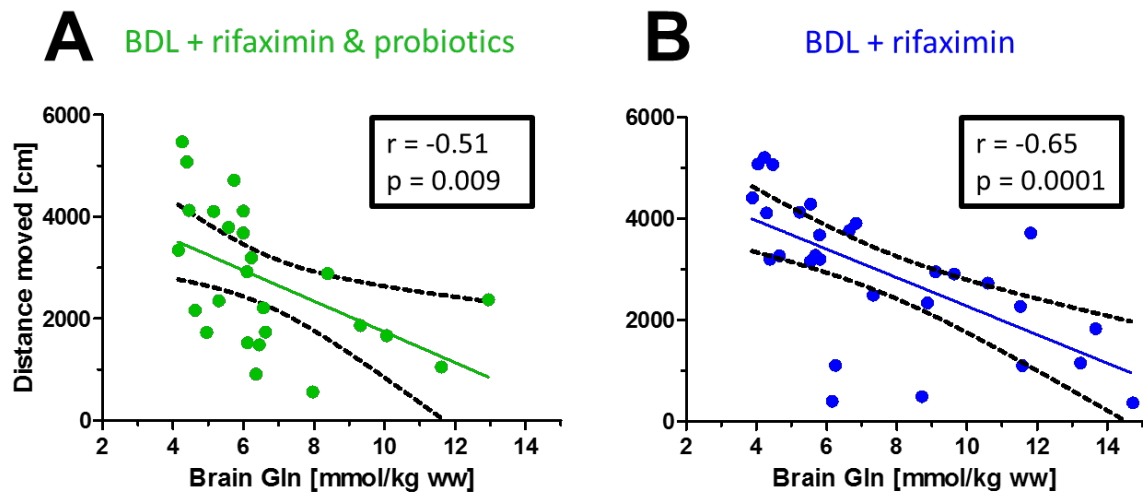 A
BDL + rifaximin & probiotics
Distance moved [cm]
6000
4000
2000
0
r = -0.51
p = 0.009
2 4 6 8 10 12 14
Brain Gln [mmol/kg ww]
B
BDL + rifaximin
6000
4000
2000
0
r = -0.65
p = 0.0001
2 4 6 8 10 12 14
Brain Gln [mmol/kg ww]